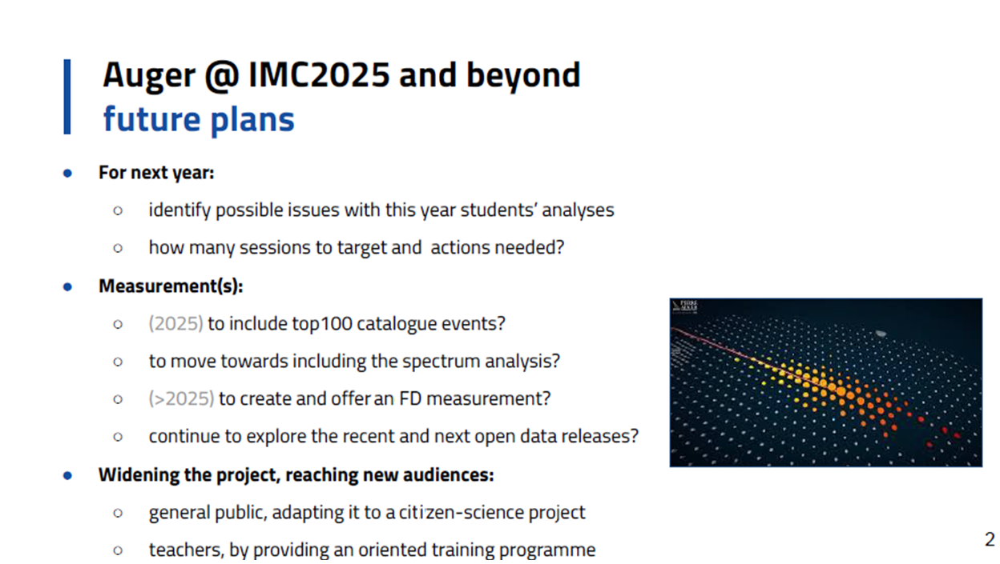 Auger @ IMC2025 and beyond
future plans
● For next year:
○ identify possible issues with this year students’ analyses
○ how many sessions to target and actions needed?
● Measurement(s):
○ (2025) to include top100 catalogue events?
○ to move towards including the spectrum analysis?
○ (>2025) to create and offer an FD measurement?
○ continue to explore the recent and next open data releases?
PIERRE
AUGER
● Widening the project, reaching new audiences:
○ general public, adapting it to a citizen-science project
○ teachers, by providing an oriented training programme
2